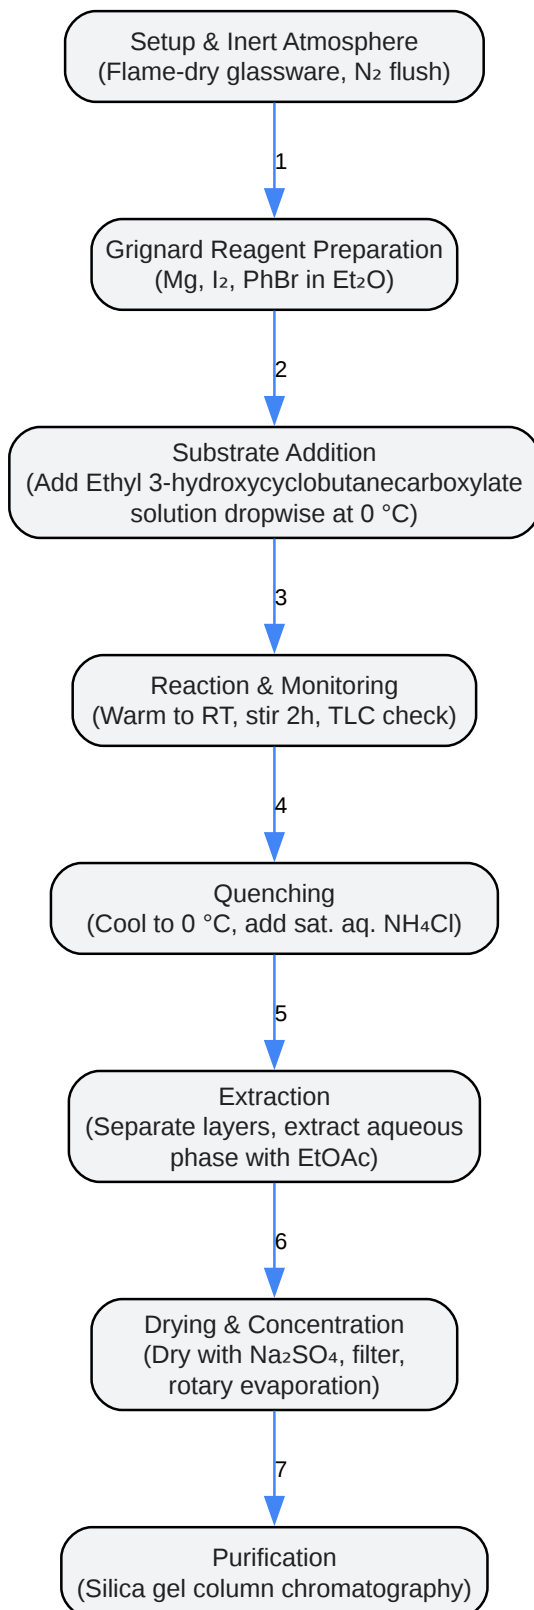 Setup & Inert Atmosphere
(Flame-dry glassware, N₂ flush)
1
Grignard Reagent Preparation
(Mg, I₂, PhBr in Et₂O)
2
Substrate Addition
(Add Ethyl 3-hydroxycyclobutanecarboxylate
solution dropwise at 0 °C)
3
Reaction & Monitoring
(Warm to RT, stir 2h, TLC check)
4
Quenching
(Cool to 0 °C, add sat. aq. NH₄Cl)
5
Extraction
(Separate layers, extract aqueous
phase with EtOAc)
6
Drying & Concentration
(Dry with Na₂SO₄, filter,
rotary evaporation)
7
Purification
(Silica gel column chromatography)